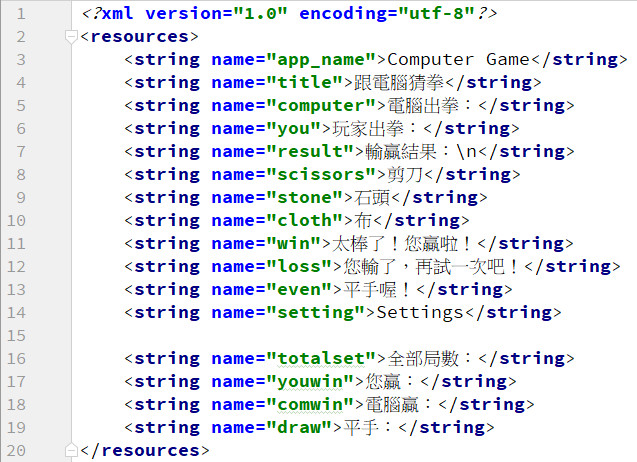 1 <?xml version="1.0" encoding="utf-8"?>
2 <resources>
3 <string name="app_name">Computer Game</string>
4 <string name="title">跟電腦猜拳</string>
5 <string name="computer">電腦出拳：</string>
6 <string name="you">玩家出拳：</string>
7 <string name="result">輸贏結果：\n</string>
8 <string name="scissors">剪刀</string>
9 <string name="stone">石頭</string>
10 <string name="cloth">布</string>
11 <string name="win">太棒了！您贏啦！</string>
12 <string name="loss">您輸了，再試一次吧！</string>
13 <string name="even">平手喔！</string>
14 <string name="setting">Settings</string>
15
16 <string name="totalset">全部局數：</string>
17 <string name="youwin">您贏：</string>
18 <string name="comwin">電腦贏：</string>
19 <string name="draw">平手：</string>
20 </resources>